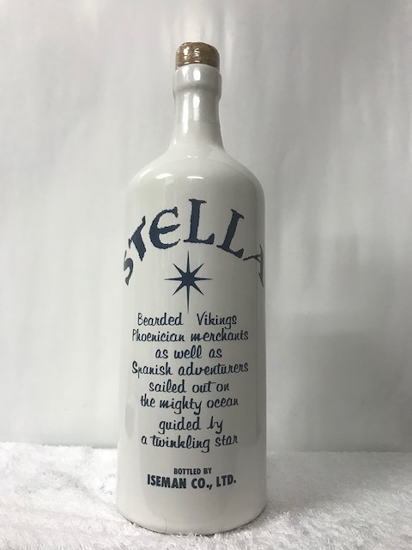 STELLA
Bearded Vikings
Phoenician merchants
as well as
Spanish adventurers
sailed out on
the mighty ocean
guided by
a twinkling star
BOTTLED BY
ISEMAN CO., LTD.